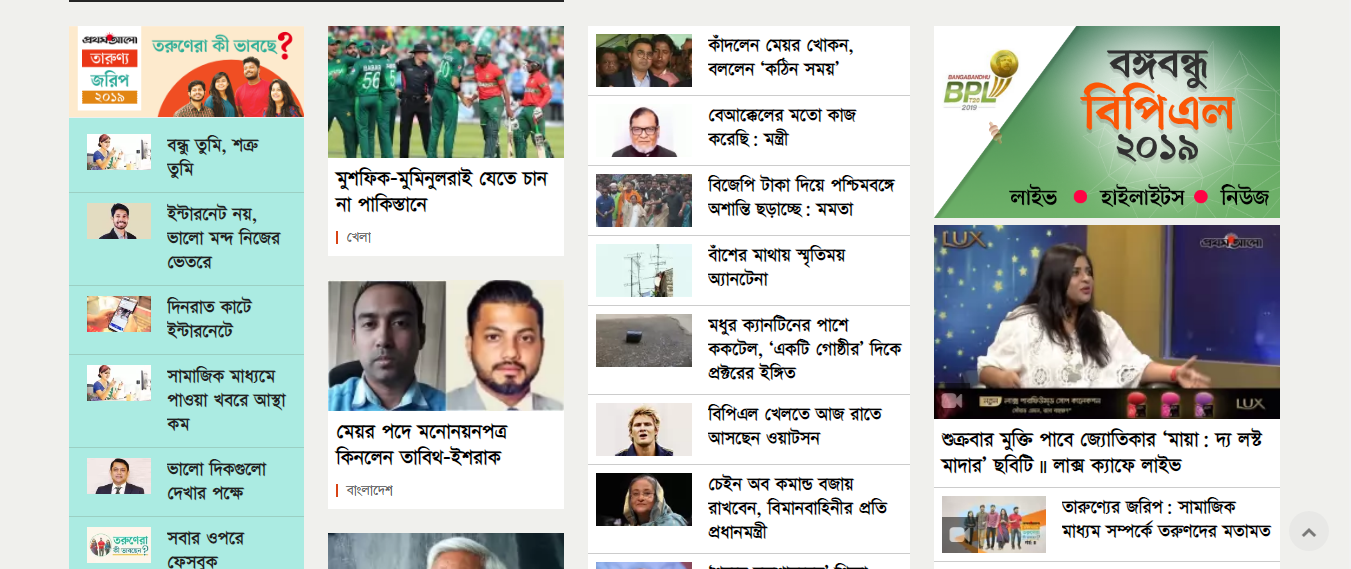 প্রথম আলো
তারুণ্য
জরিপ
২০১৯
তরুণেরা কী ভাবছে?
বন্ধু তুমি, শত্রু
তুমি
ইন্টারনেট নয়,
ভালো মন্দ নিজের
ভেতরে
দিনরাত কাটে
ইন্টারনেটে
সামাজিক মাধ্যমে
পাওয়া খবরে আস্থা
কম
ভালো দিকগুলো
দেখার পক্ষে
তরুণেরা
কী ভাবছেন?
সবার ওপরে
ফেসবুক
56
মুশফিক-মুমিনুলরাই যেতে চান
না পাকিস্তানে
খেলা
মেয়র পদে মনোনয়নপত্র
কিনলেন তাবিথ-ইশরাক
বাংলাদেশ
কাঁদলেন মেয়র খোকন,
বললেন ‘কঠিন সময়’
বেআক্কেলের মতো কাজ
করেছি : মন্ত্রী
বিজেপি টাকা দিয়ে পশ্চিমবঙ্গে
অশান্তি ছড়াচ্ছে : মমতা
বাঁশের মাথায় স্মৃতিময়
অ্যানটেনা
মধুর ক্যানটিনের পাশে
ককটেল, ‘একটি গোষ্ঠীর’ দিকে
প্রক্টরের ইঙ্গিত
বিপিএল খেলতে আজ রাতে
আসছেন ওয়াটসন
চেইন অব কমান্ড বজায়
রাখবেন, বিমানবাহিনীর প্রতি
প্রধানমন্ত্রী
BANGABANDHU
BPL
T20
2019
বঙ্গবন্ধু
বিপিএল
২০১৯
লাইভ ● হাইলাইটস ● নিউজ
LUX
প্রথম আলো
LUX
শুক্রবার মুক্তি পাবে জ্যোতিকার ‘মায়া : দ্য লস্ট
মাদার’ ছবিটি ॥ লাক্স ক্যাফে লাইভ
তারুণ্যের জরিপ : সামাজিক
মাধ্যম সম্পর্কে তরুণদের মতামত